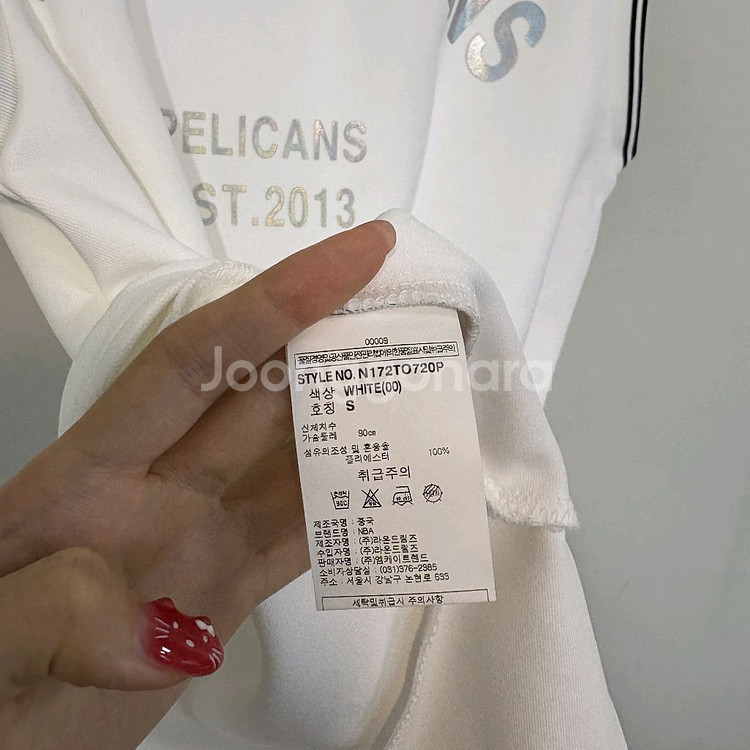 NS
PELICANS
ST.2013
00009
STYLE NO. N172TO720P
색상 WHITE(00)
호칭 S
신체치수
가슴둘레 90cm
섬유의조성 및 혼용율
폴리에스터 100%
취급주의
제조국명 : 중국
브랜드명 : NBA
제조자명 : (주)라온드림즈
수입자명 : (주)라온드림즈
판매자명 : (주)엠케이트렌드
소비자상담실 : (031)376-2385
주소 : 서울시 강남구 논현로 633
세탁및취급시 주의사항
Joonggonara